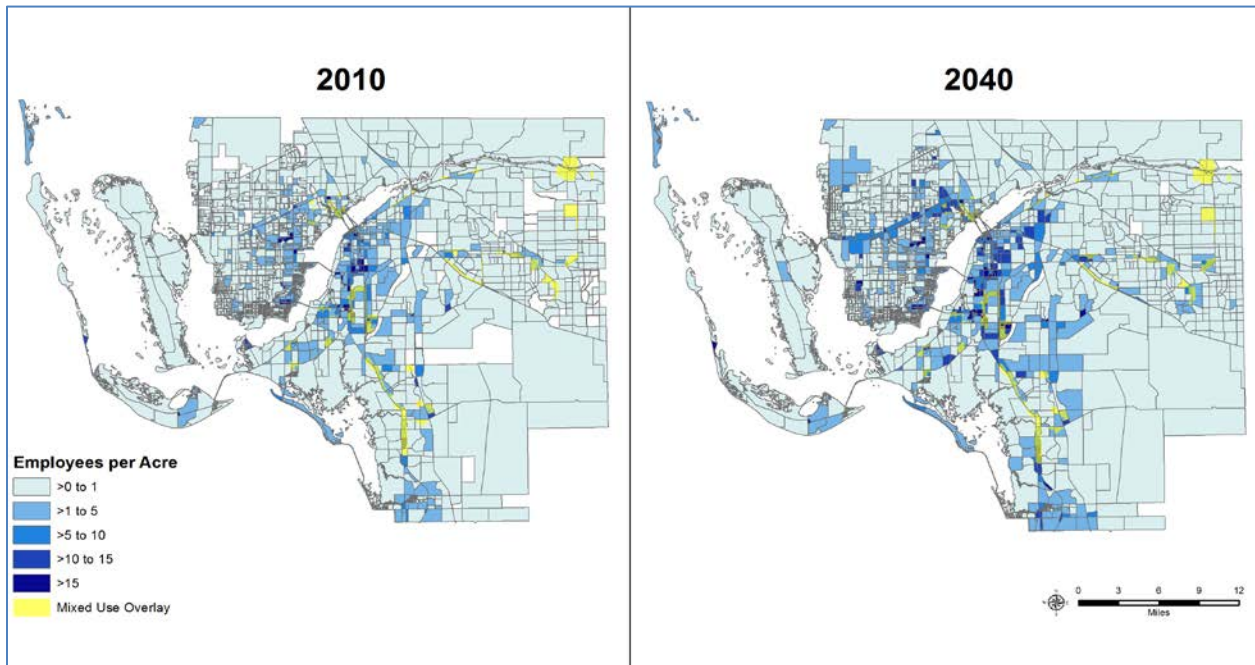 2010
2040
Employees per Acre
>0 to 1
>1 to 5
>5 to 10
>10 to 15
>15
Mixed Use Overlay
0 3 6 9 12
Miles